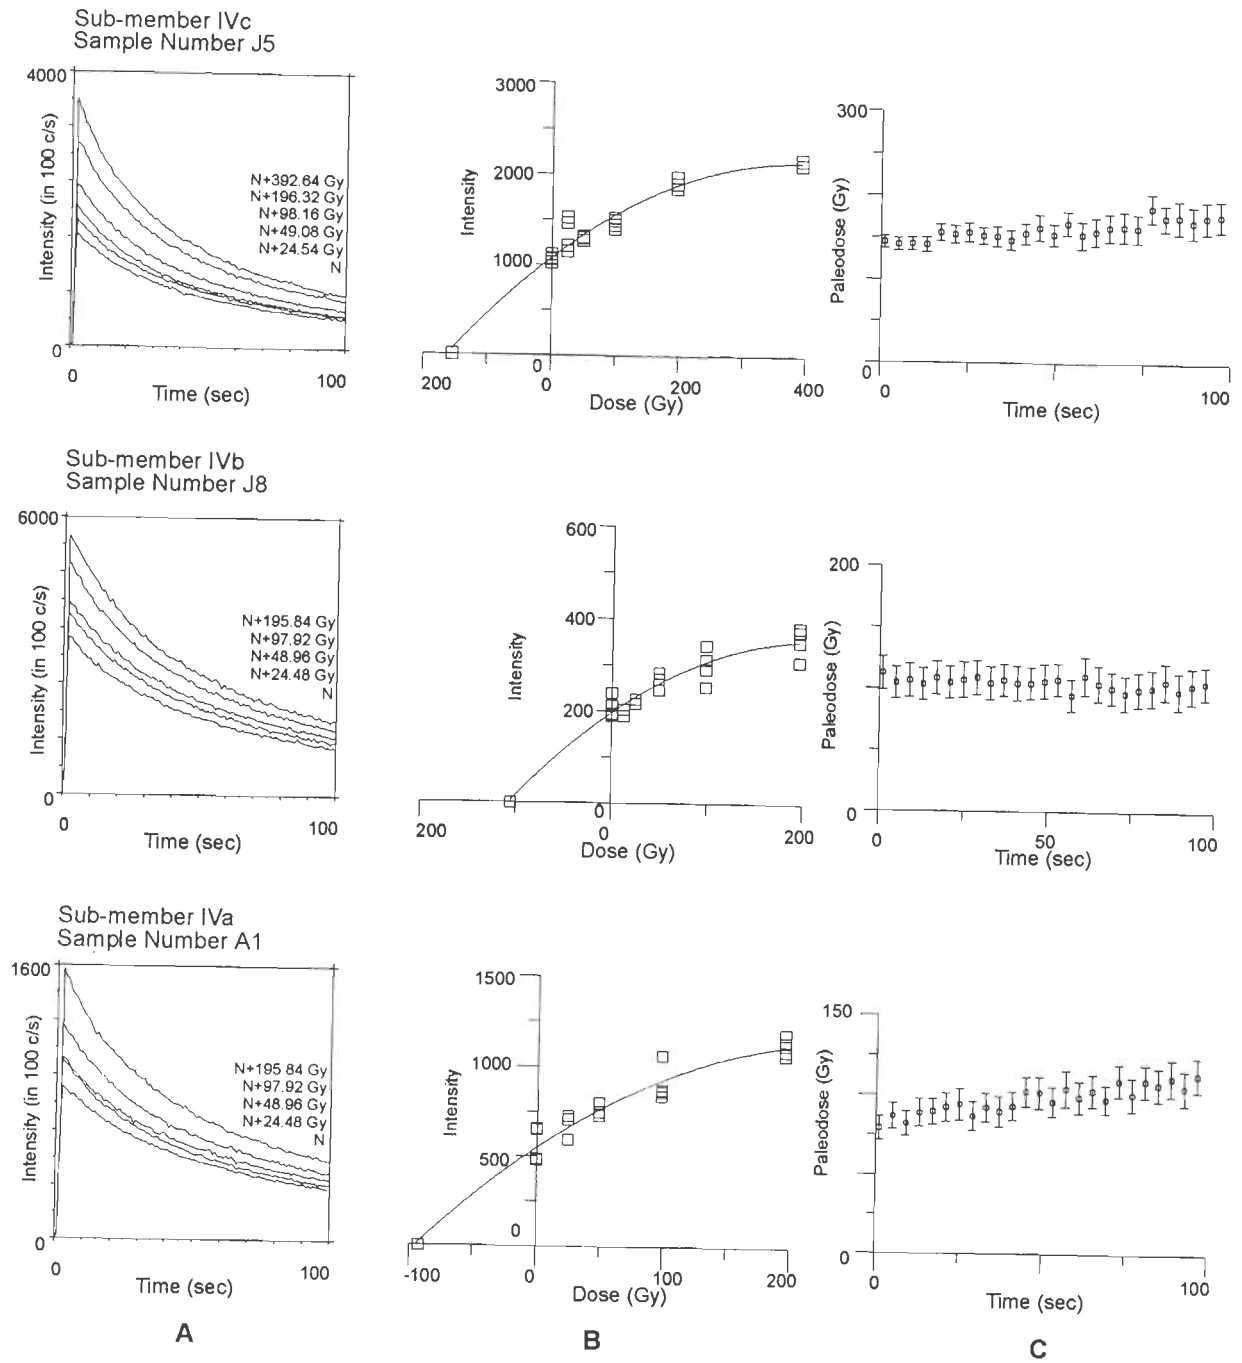 Sub-member IVc
Sample Number J5
4000
Intensity (in 100 c/s)
N+392.64 Gy
N+196.32 Gy
N+98.16 Gy
N+49.08 Gy
N+24.54 Gy
N
0
0
100
Time (sec)
3000
2000
1000
0
Intensity
200
0
200
400
Dose (Gy)
300
Paleodose (Gy)
0
0
100
Time (sec)
Sub-member IVb
Sample Number J8
6000
Intensity (in 100 c/s)
N+195.84 Gy
N+97.92 Gy
N+48.96 Gy
N+24.48 Gy
N
0
0
100
Time (sec)
600
400
200
0
Intensity
200
0
200
Dose (Gy)
200
Paleodose (Gy)
0
0
50
100
Time (sec)
Sub-member IVa
Sample Number A1
1600
Intensity (in 100 c/s)
N+195 84 Gy
N+97.92 Gy
N+48.96 Gy
N+24.48 Gy
N
0
0
100
Time (sec)
1500
1000
500
0
Intensity
-100
0
100
200
Dose (Gy)
150
Paleodose (Gy)
0
0
100
Time (sec)
A
B
C